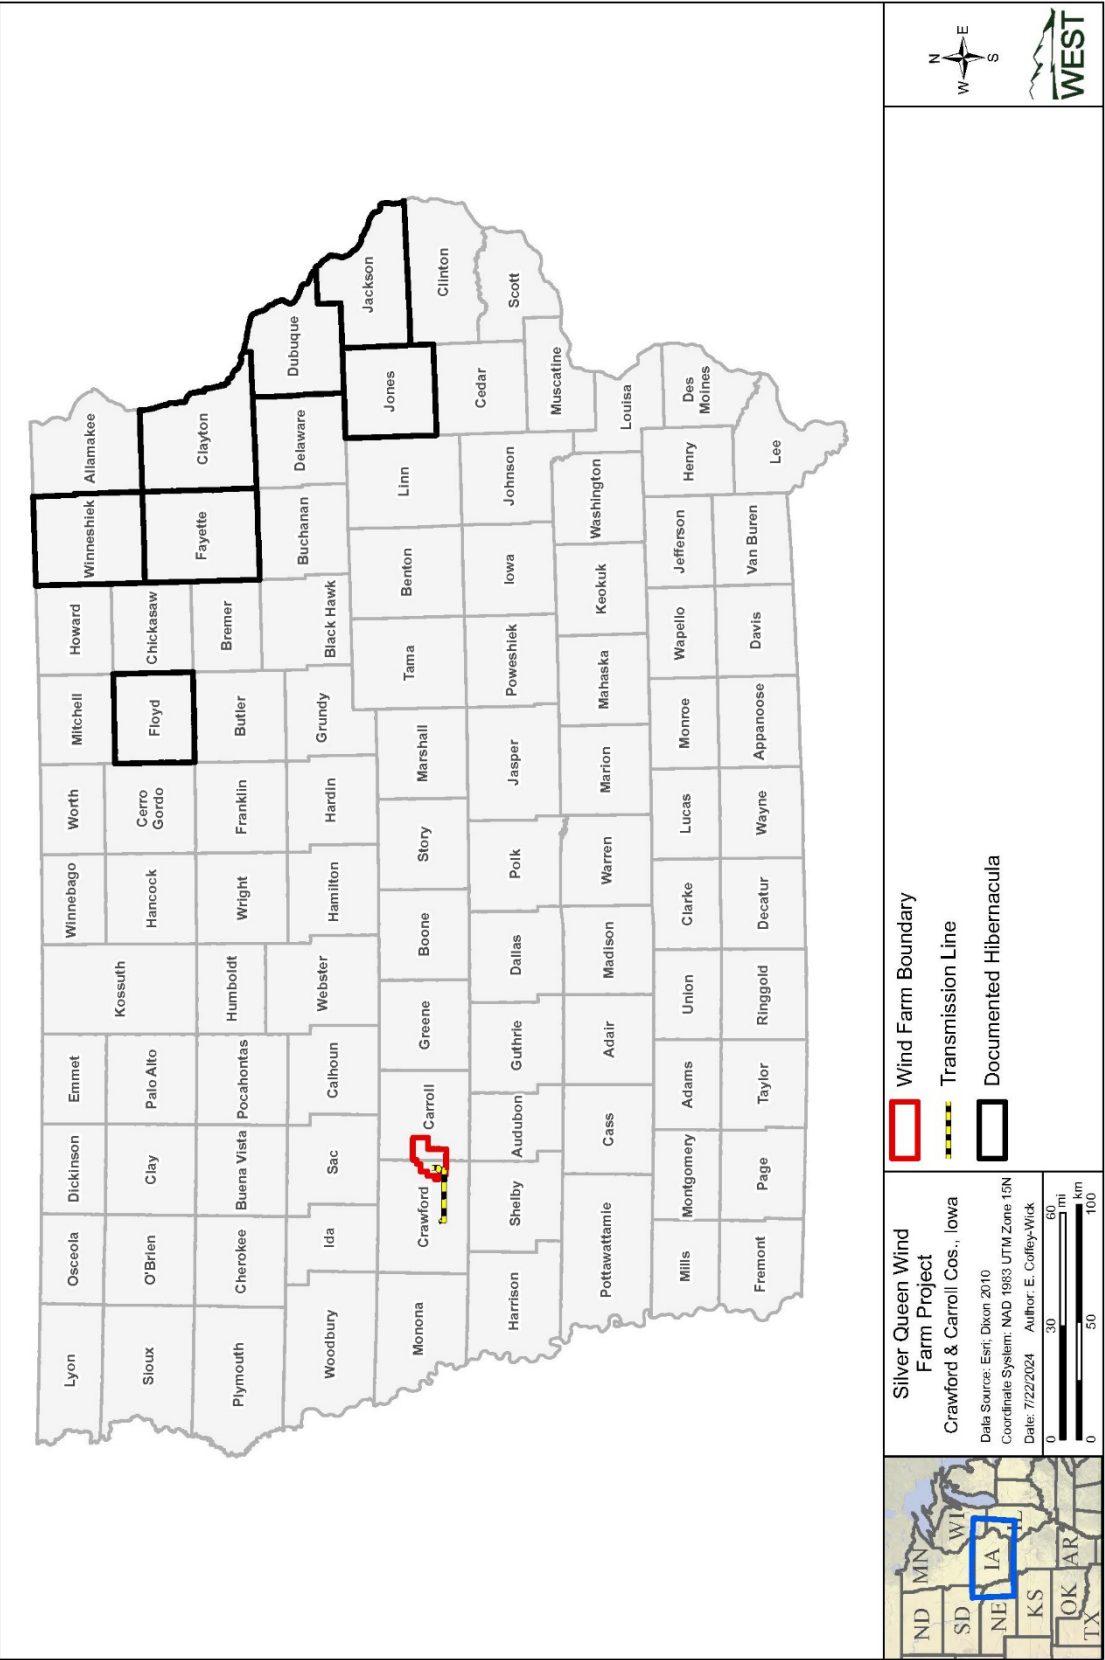 Lyon
Osceola
Dickinson
Emmet
Winnebago
Worth
Mitchell
Howard
Winneshiek
Allamakee
Kossuth
Sioux
O'Brien
Clay
Palo Alto
Hancock
Cerro
Gordo
Floyd
Chickasaw
Fayette
Clayton
Plymouth
Cherokee
Buena Vista
Pocahontas
Humboldt
Wright
Franklin
Butler
Bremer
Woodbury
Ida
Sac
Calhoun
Webster
Hamilton
Hardin
Grundy
Black Hawk
Buchanan
Delaware
Dubuque
Monona
Crawford
Carroll
Greene
Boone
Story
Marshall
Tama
Benton
Linn
Jones
Jackson
Harrison
Shelby
Audubon
Guthrie
Dallas
Polk
Jasper
Poweshiek
Iowa
Johnson
Cedar
Clinton
Scott
Muscatine
Pottawattamie
Cass
Adair
Madison
Warren
Marion
Mahaska
Keokuk
Washington
Louisa
Mills
Montgomery
Adams
Union
Clarke
Lucas
Monroe
Wapello
Jefferson
Henry
Des
Moines
Fremont
Page
Taylor
Ringgold
Decatur
Wayne
Appanoose
Davis
Van Buren
Lee
ND
MN
WI
SD
IA
NE
IL
KS
OK
AR
TX
Silver Queen Wind
Farm Project
Crawford & Carroll Cos., Iowa
Data Source: Esri; Dixon 2010
Coordinate System: NAD 1983 UTM Zone 15N
Date: 7/22/2024 Author: E. Coffey-Wick
0 30 60
mi
km
0 50 100
Wind Farm Boundary
Transmission Line
Documented Hibernacula
N
W E
S
WEST